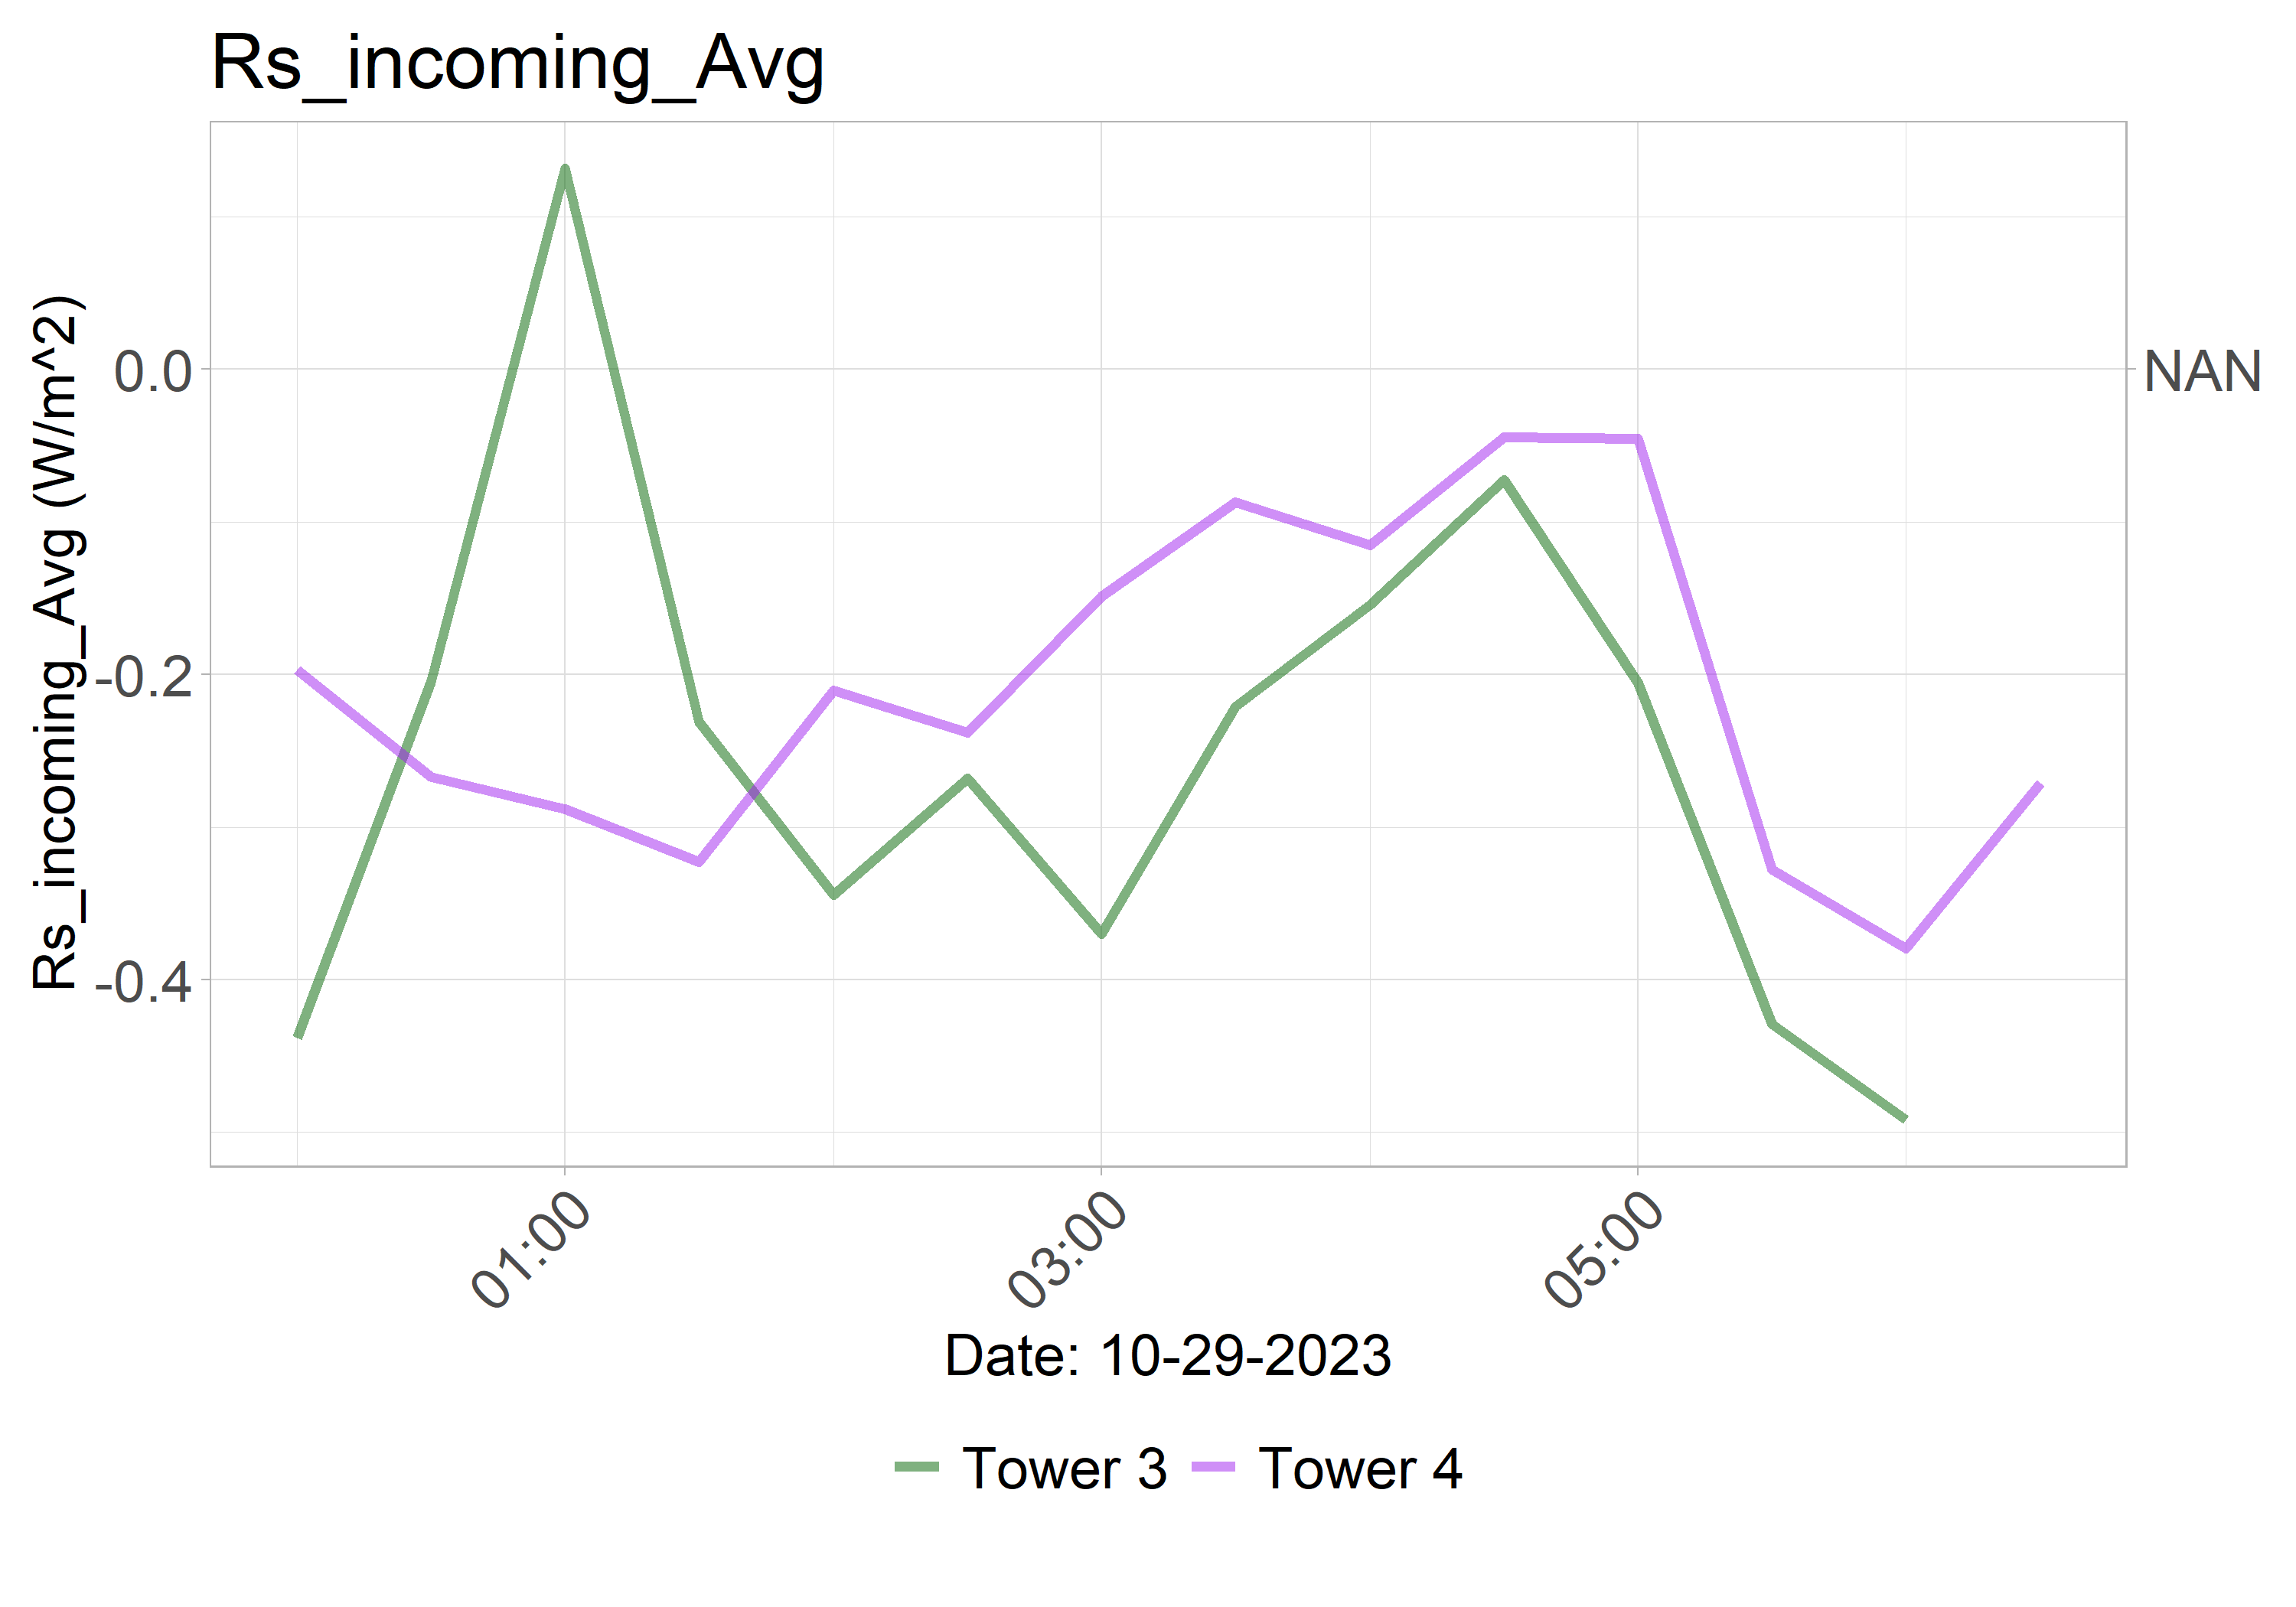 Rs_incoming_Avg
Rs_incoming_Avg (W/m^2)
0.0
-0.2
-0.4
NAN
01:00
03:00
05:00
Date: 10-29-2023
Tower 3
Tower 4